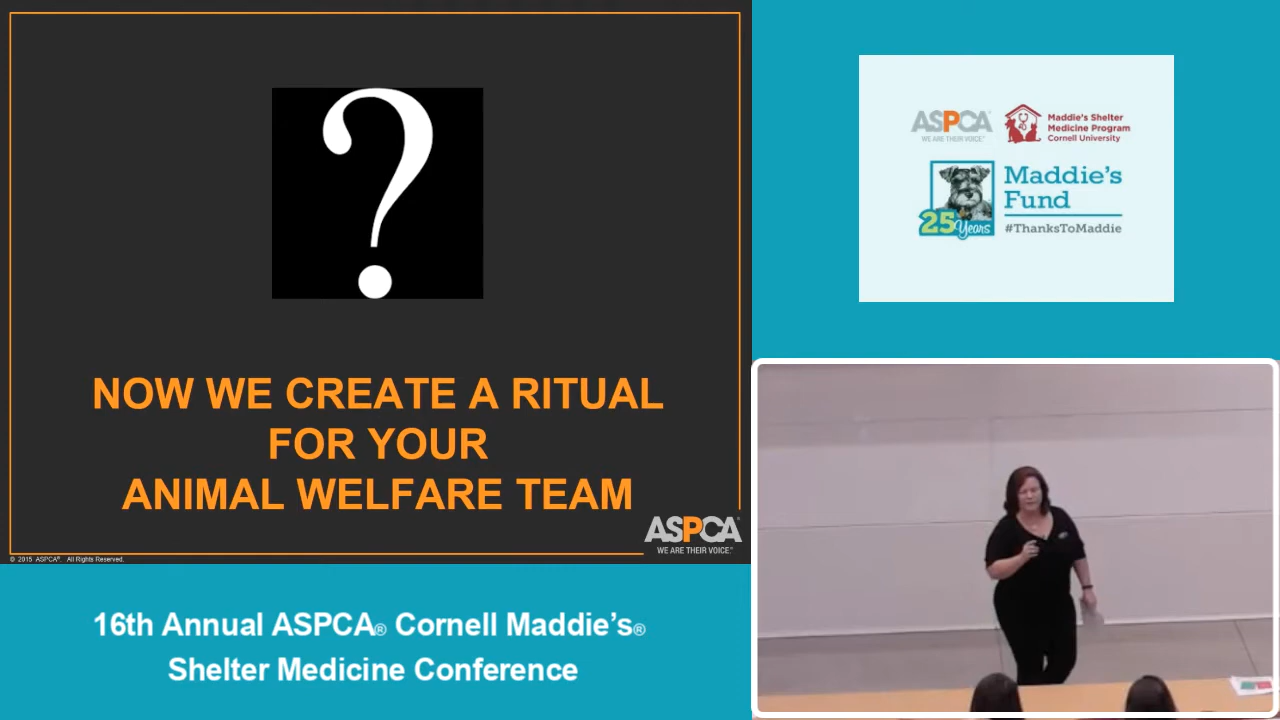 ?
NOW WE CREATE A RITUAL
FOR YOUR
ANIMAL WELFARE TEAM
ASPCA®
WE ARE THEIR VOICE.™
© 2015 ASPCA®. All Rights Reserved.
16th Annual ASPCA® Cornell Maddie's®
Shelter Medicine Conference
ASPCA®
WE ARE THEIR VOICE.™
Maddie's Shelter
Medicine Program
Cornell University
25 Years
Maddie's
Fund
#ThanksToMaddie